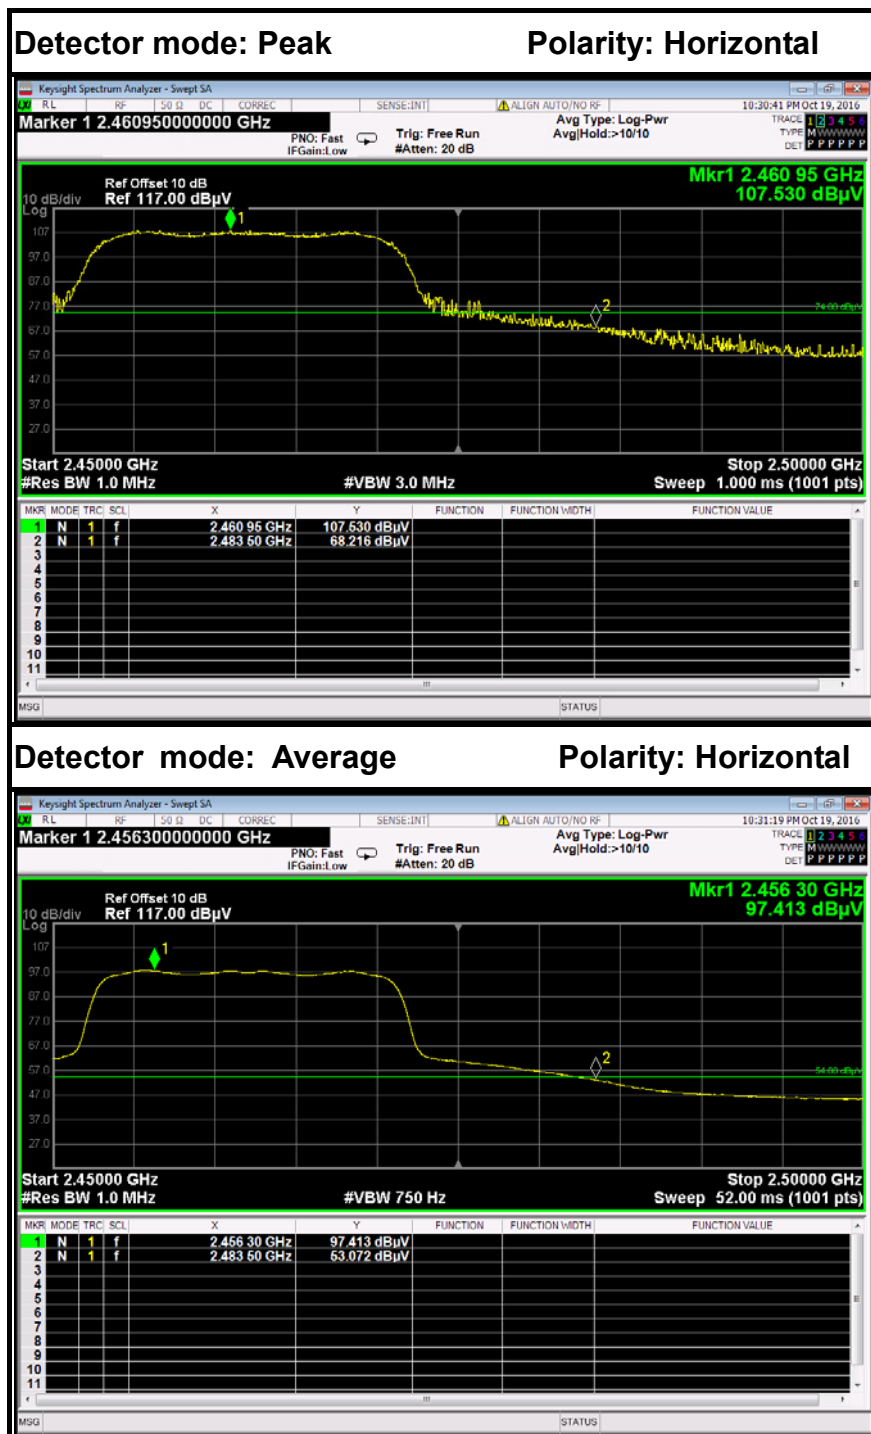 Detector mode: Peak Polarity: Horizontal
Keysight Spectrum Analyzer - Swept SA
RL RF 50 Ω DC CORREC SENSE:INT ALIGN AUTO/NO RF 10:30:41 PM Oct 19, 2016
Marker 1 2.460950000000 GHz
PNO: Fast
IFGain:Low
Trig: Free Run
#Atten: 20 dB
Avg Type: Log-Pwr
Avg|Hold:>10/10
TRACE 1 2 3 4 5 6
TYPE M WWWWW
DET P P P P P P
Mkr1 2.460 95 GHz
107.530 dBµV
Ref Offset 10 dB
10 dB/div Ref 117.00 dBµV
Log
1
107
97.0
87.0
77.0
2
74.00 dBµV
67.0
57.0
47.0
37.0
27.0
Start 2.45000 GHz Stop 2.50000 GHz
#Res BW 1.0 MHz #VBW 3.0 MHz Sweep 1.000 ms (1001 pts)
MKR MODE TRC SCL X Y FUNCTION FUNCTION WIDTH FUNCTION VALUE
1 N 1 f 2.460 95 GHz 107.530 dBµV
2 N 1 f 2.483 50 GHz 68.216 dBµV
3
4
5
6
7
8
9
10
11
MSG STATUS
Detector mode: Average Polarity: Horizontal
Keysight Spectrum Analyzer - Swept SA
RL RF 50 Ω DC CORREC SENSE:INT ALIGN AUTO/NO RF 10:31:19 PM Oct 19, 2016
Marker 1 2.456300000000 GHz
PNO: Fast
IFGain:Low
Trig: Free Run
#Atten: 20 dB
Avg Type: Log-Pwr
Avg|Hold:>10/10
TRACE 1 2 3 4 5 6
TYPE M WWWWW
DET P P P P P P
Mkr1 2.456 30 GHz
97.413 dBµV
Ref Offset 10 dB
10 dB/div Ref 117.00 dBµV
Log
107
1
97.0
87.0
77.0
67.0
2
57.0
54.00 dBµV
47.0
37.0
27.0
Start 2.45000 GHz Stop 2.50000 GHz
#Res BW 1.0 MHz #VBW 750 Hz Sweep 52.00 ms (1001 pts)
MKR MODE TRC SCL X Y FUNCTION FUNCTION WIDTH FUNCTION VALUE
1 N 1 f 2.456 30 GHz 97.413 dBµV
2 N 1 f 2.483 50 GHz 53.072 dBµV
3
4
5
6
7
8
9
10
11
MSG STATUS